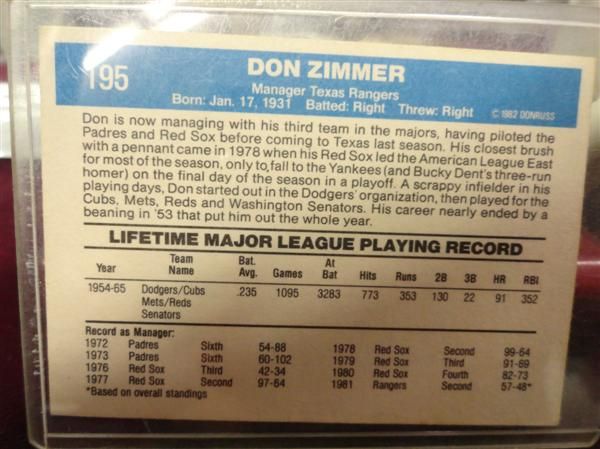 195
DON ZIMMER
Manager Texas Rangers
Born: Jan. 17, 1931 Batted: Right Threw: Right © 1982 DONRUSS
Don is now managing with his third team in the majors, having piloted the
Padres and Red Sox before coming to Texas last season. His closest brush
with a pennant came in 1978 when his Red Sox led the American League East
for most of the season, only to fall to the Yankees (and Bucky Dent's three-run
homer) on the final day of the season in a playoff. A scrappy infielder in his
playing days, Don started out in the Dodgers' organization, then played for the
Cubs, Mets, Reds and Washington Senators. His career nearly ended by a
beaning in '53 that put him out the whole year.
LIFETIME MAJOR LEAGUE PLAYING RECORD
Year Team Name Bat. Avg. Games At Bat Hits Runs 2B 3B HR RBI
1954-65 Dodgers/Cubs .235 1095 3283 773 353 130 22 91 352
Mets/Reds
Senators
Record as Manager:
1972 Padres Sixth 54-88 1978 Red Sox Second 99-64
1973 Padres Sixth 60-102 1979 Red Sox Third 91-69
1976 Red Sox Third 42-34 1980 Red Sox Fourth 82-73
1977 Red Sox Second 97-64 1981 Rangers Second 57-48*
*Based on overall standings